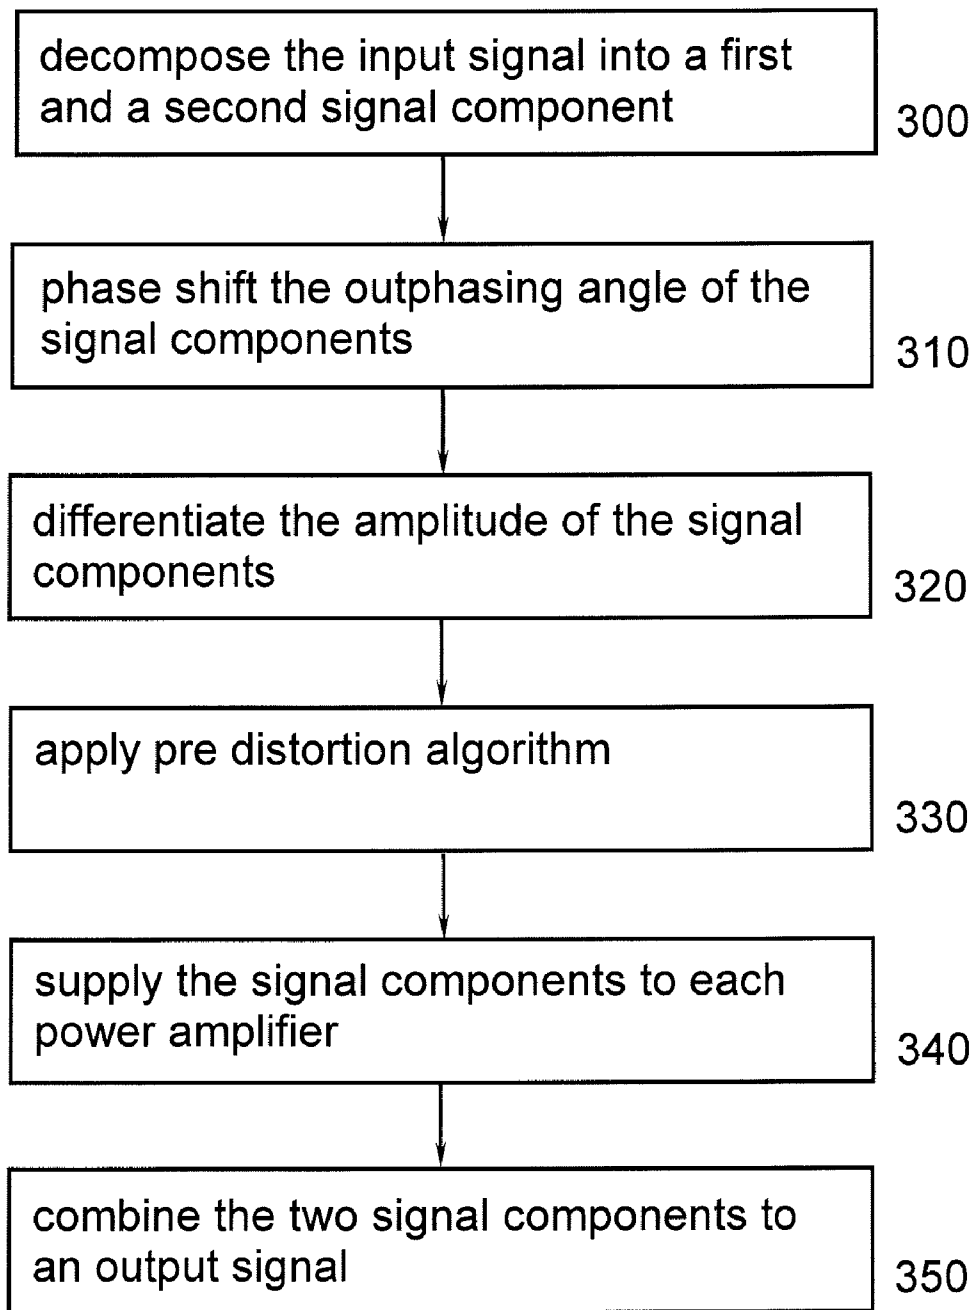 decompose the input signal into a first
and a second signal component
300
phase shift the outphasing angle of the
signal components
310
differentiate the amplitude of the signal
components
320
apply pre distortion algorithm
330
supply the signal components to each
power amplifier
340
combine the two signal components to
an output signal
350